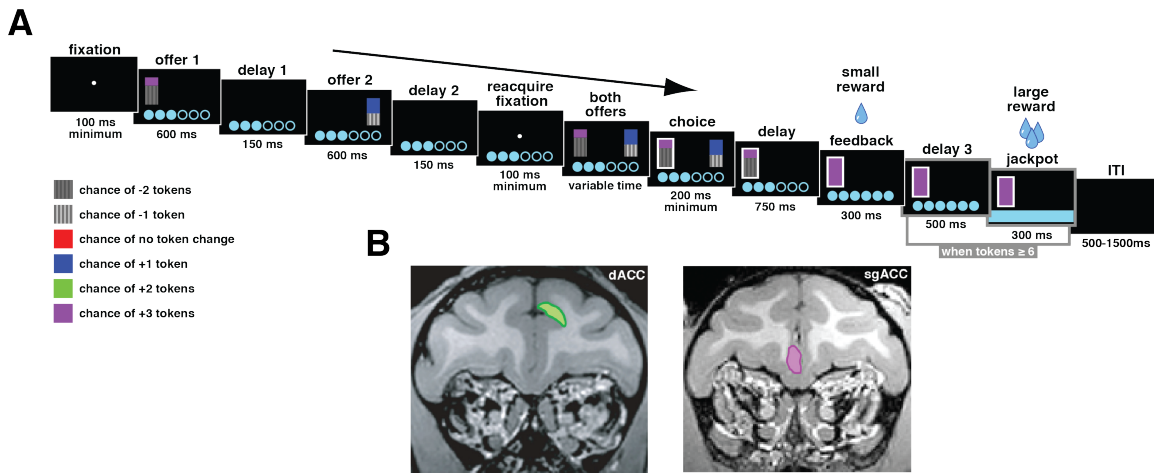 A
fixation
100 ms
minimum
offer 1
600 ms
delay 1
150 ms
offer 2
600 ms
delay 2
150 ms
reacquire
fixation
100 ms
minimum
both
offers
variable time
choice
200 ms
minimum
delay
750 ms
small
reward
feedback
300 ms
delay 3
500 ms
large
reward
jackpot
300 ms
when tokens ≥ 6
ITI
500-1500ms
chance of -2 tokens
chance of -1 token
chance of no token change
chance of +1 token
chance of +2 tokens
chance of +3 tokens
B
dACC
sgACC